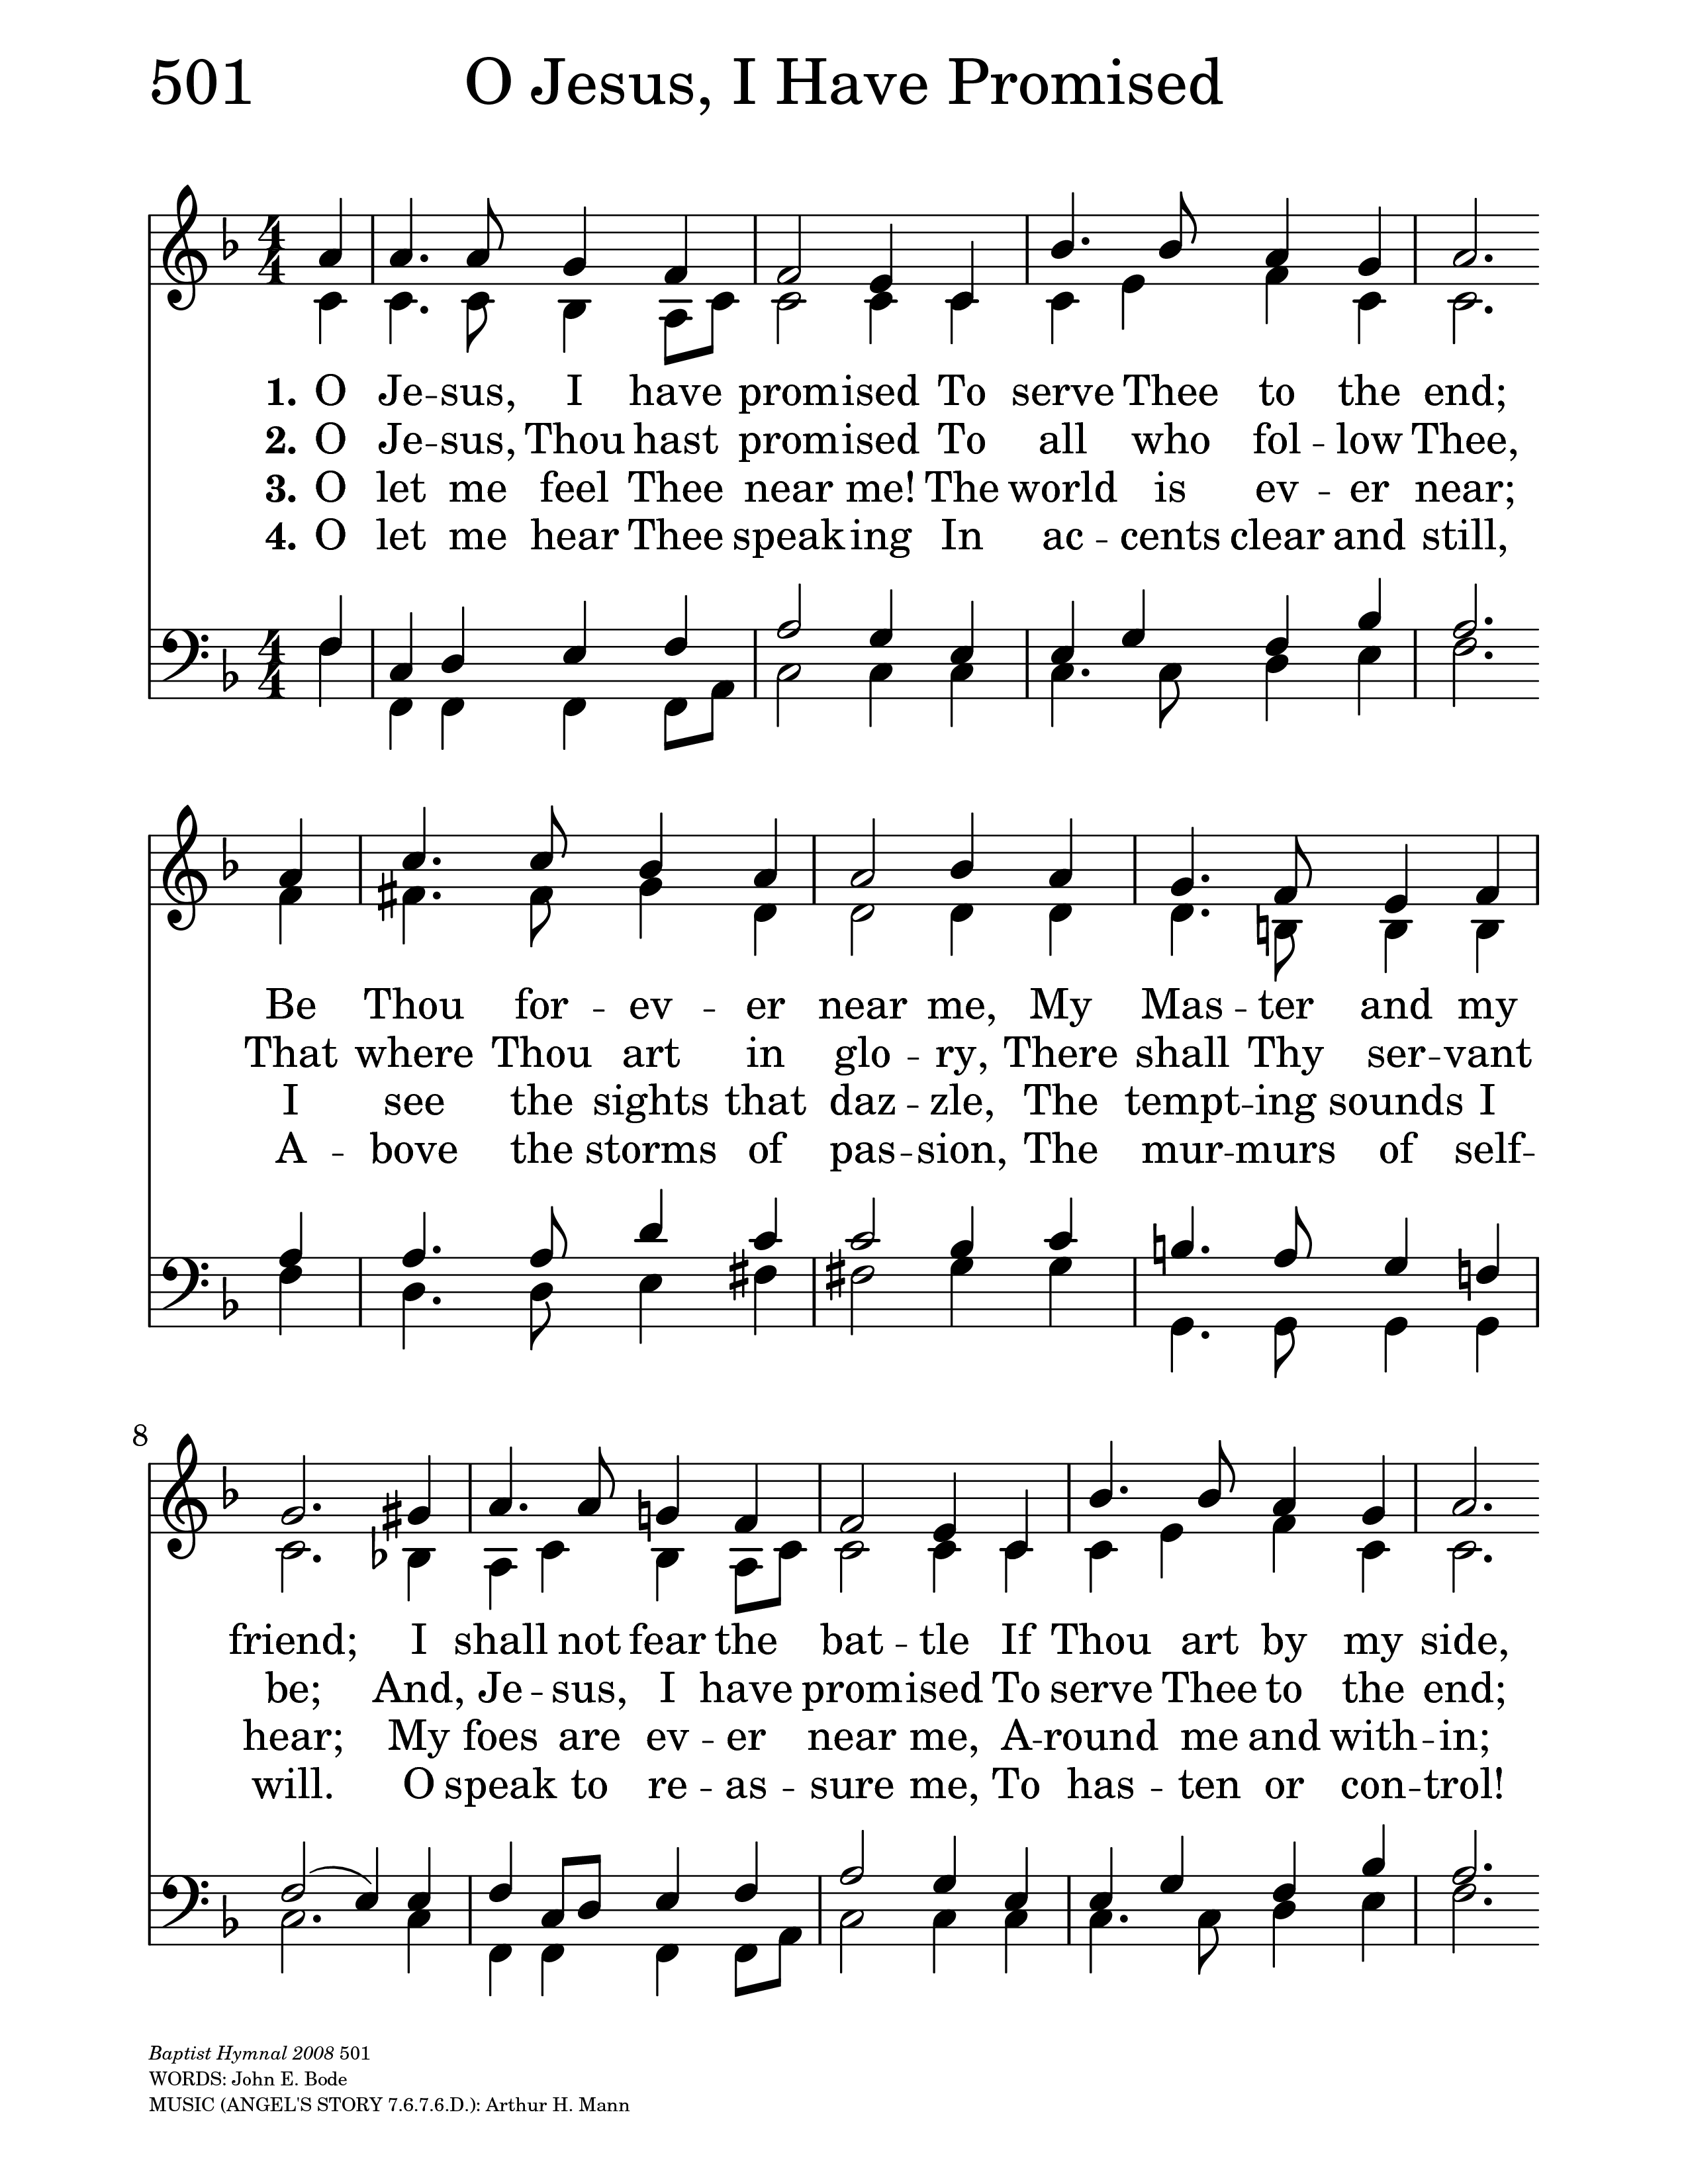 501 O Jesus, I Have Promised
1. O Je - sus, I have promised To serve Thee to the end;
2. O Je - sus, Thou hast promised To all who fol - low Thee,
3. O let me feel Thee near me! The world is ev - er near;
4. O let me hear Thee speaking In ac - cents clear and still,
Be Thou for - ev - er near me, My Mas - ter and my
That where Thou art in glo - ry, There shall Thy ser - vant
I see the sights that daz - zle, The tempt - ing sounds I
A - bove the storms of pas - sion, The mur - murs of self -
8
friend; I shall not fear the bat - tle If Thou art by my side,
be; And, Je - sus, I have promised To serve Thee to the end;
hear; My foes are ev - er near me, A - round me and with - in;
will. O speak to re - as - sure me, To has - ten or con - trol!
Baptist Hymnal 2008 501
WORDS: John E. Bode
MUSIC (ANGEL'S STORY 7.6.7.6.D.): Arthur H. Mann